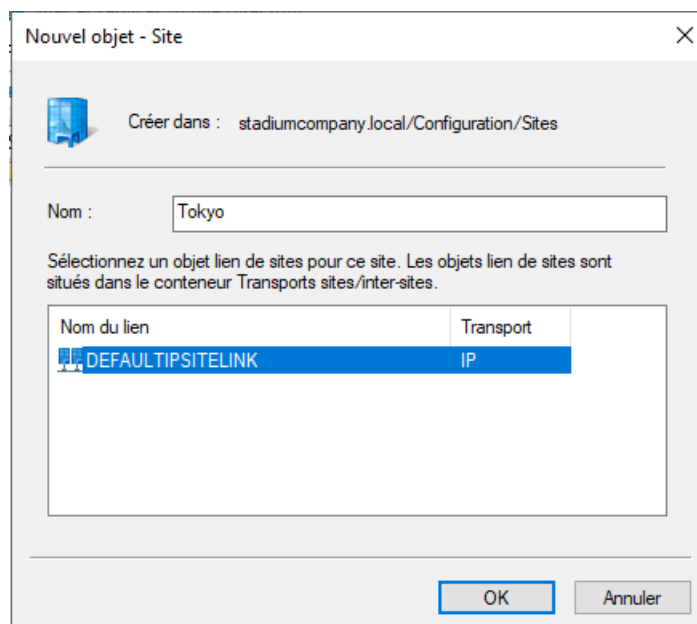 Nouvel objet - Site
Créer dans : stadiumcompany.local/Configuration/Sites
Nom : Tokyo
Sélectionnez un objet lien de sites pour ce site. Les objets lien de sites sont
situés dans le conteneur Transports sites/inter-sites.
Nom du lien Transport
DEFAULTIPSITELINK IP
OK Annuler